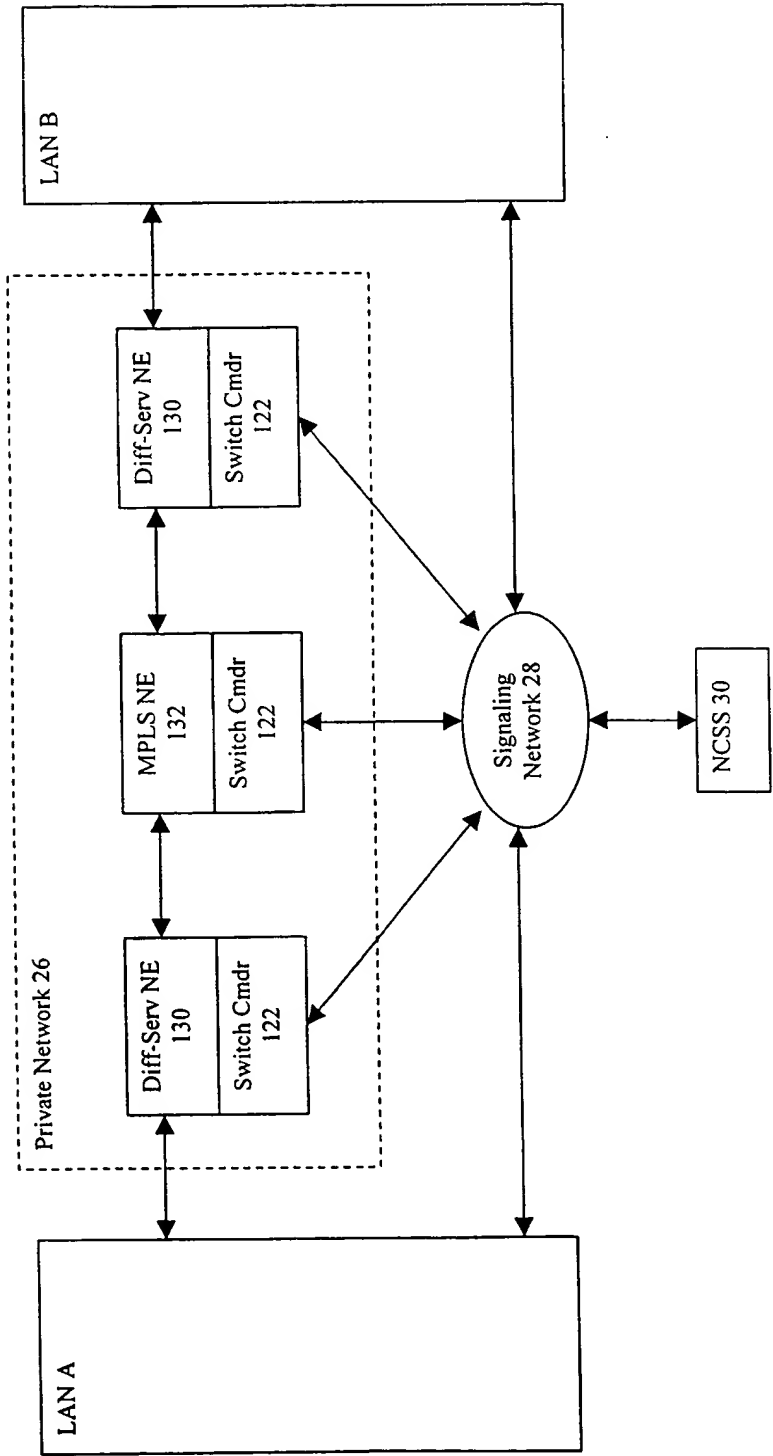 LAN A
Private Network 26
Diff-Serv NE
130
Switch Cmdr
122
MPLS NE
132
Switch Cmdr
122
Diff-Serv NE
130
Switch Cmdr
122
LAN B
Signaling
Network 28
NCSS 30